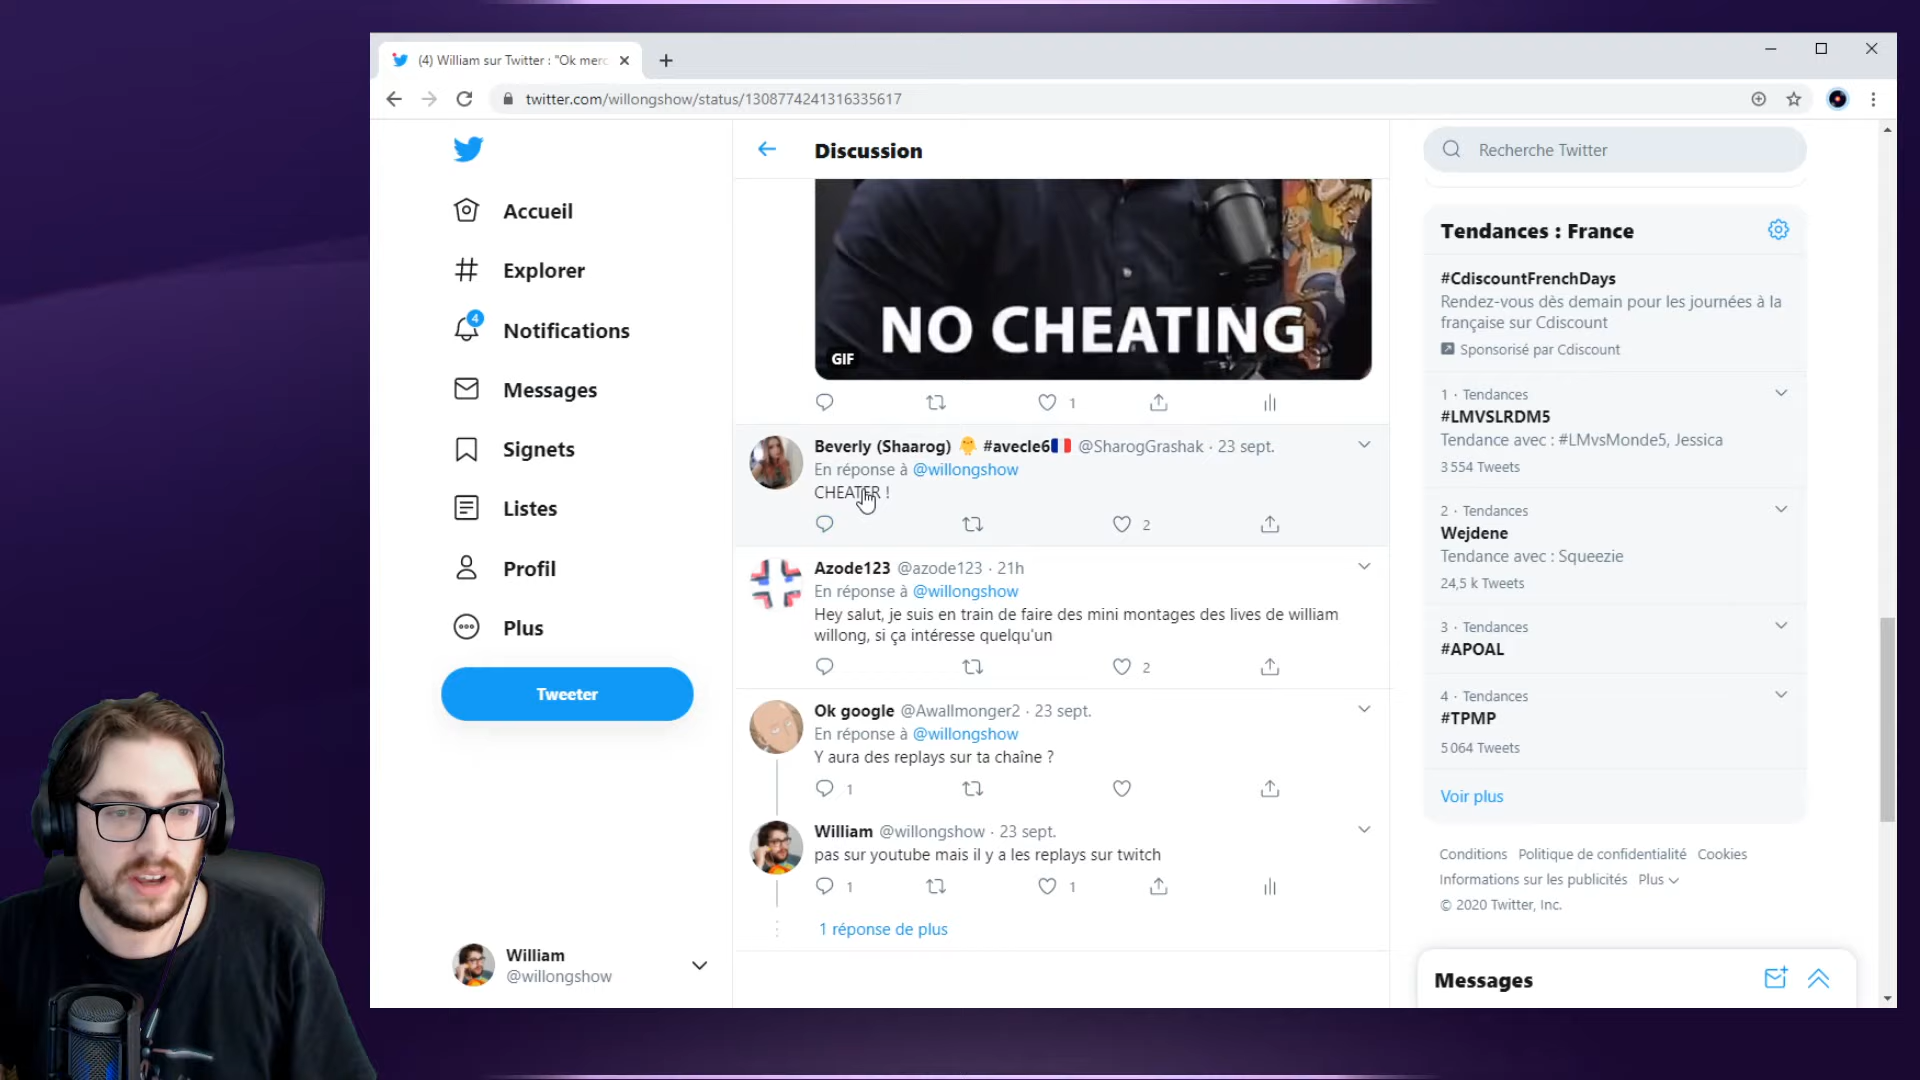 (4) William sur Twitter : "Ok merc
twitter.com/willongshow/status/1308774241316335617
Accueil
Explorer
4
Notifications
Messages
Signets
Listes
Profil
Plus
Tweeter
William
@willongshow
Discussion
NO CHEATING
GIF
1
Beverly (Shaarog) 🐥 #avecle6🇫🇷 @SharogGrashak · 23 sept.
En réponse à @willongshow
CHEATER !
2
Azode123 @azode123 · 21h
En réponse à @willongshow
Hey salut, je suis en train de faire des mini montages des lives de william
willong, si ça intéresse quelqu'un
2
Ok google @Awallmonger2 · 23 sept.
En réponse à @willongshow
Y aura des replays sur ta chaîne ?
1
William @willongshow · 23 sept.
pas sur youtube mais il y a les replays sur twitch
1
1
1 réponse de plus
Recherche Twitter
Tendances : France
#CdiscountFrenchDays
Rendez-vous dès demain pour les journées à la
française sur Cdiscount
Sponsorisé par Cdiscount
1 · Tendances
#LMVSLRDM5
Tendance avec : #LMvsMonde5, Jessica
3 554 Tweets
2 · Tendances
Wejdene
Tendance avec : Squeezie
24,5 k Tweets
3 · Tendances
#APOAL
4 · Tendances
#TPMP
5 064 Tweets
Voir plus
Conditions Politique de confidentialité Cookies
Informations sur les publicités Plus
© 2020 Twitter, Inc.
Messages